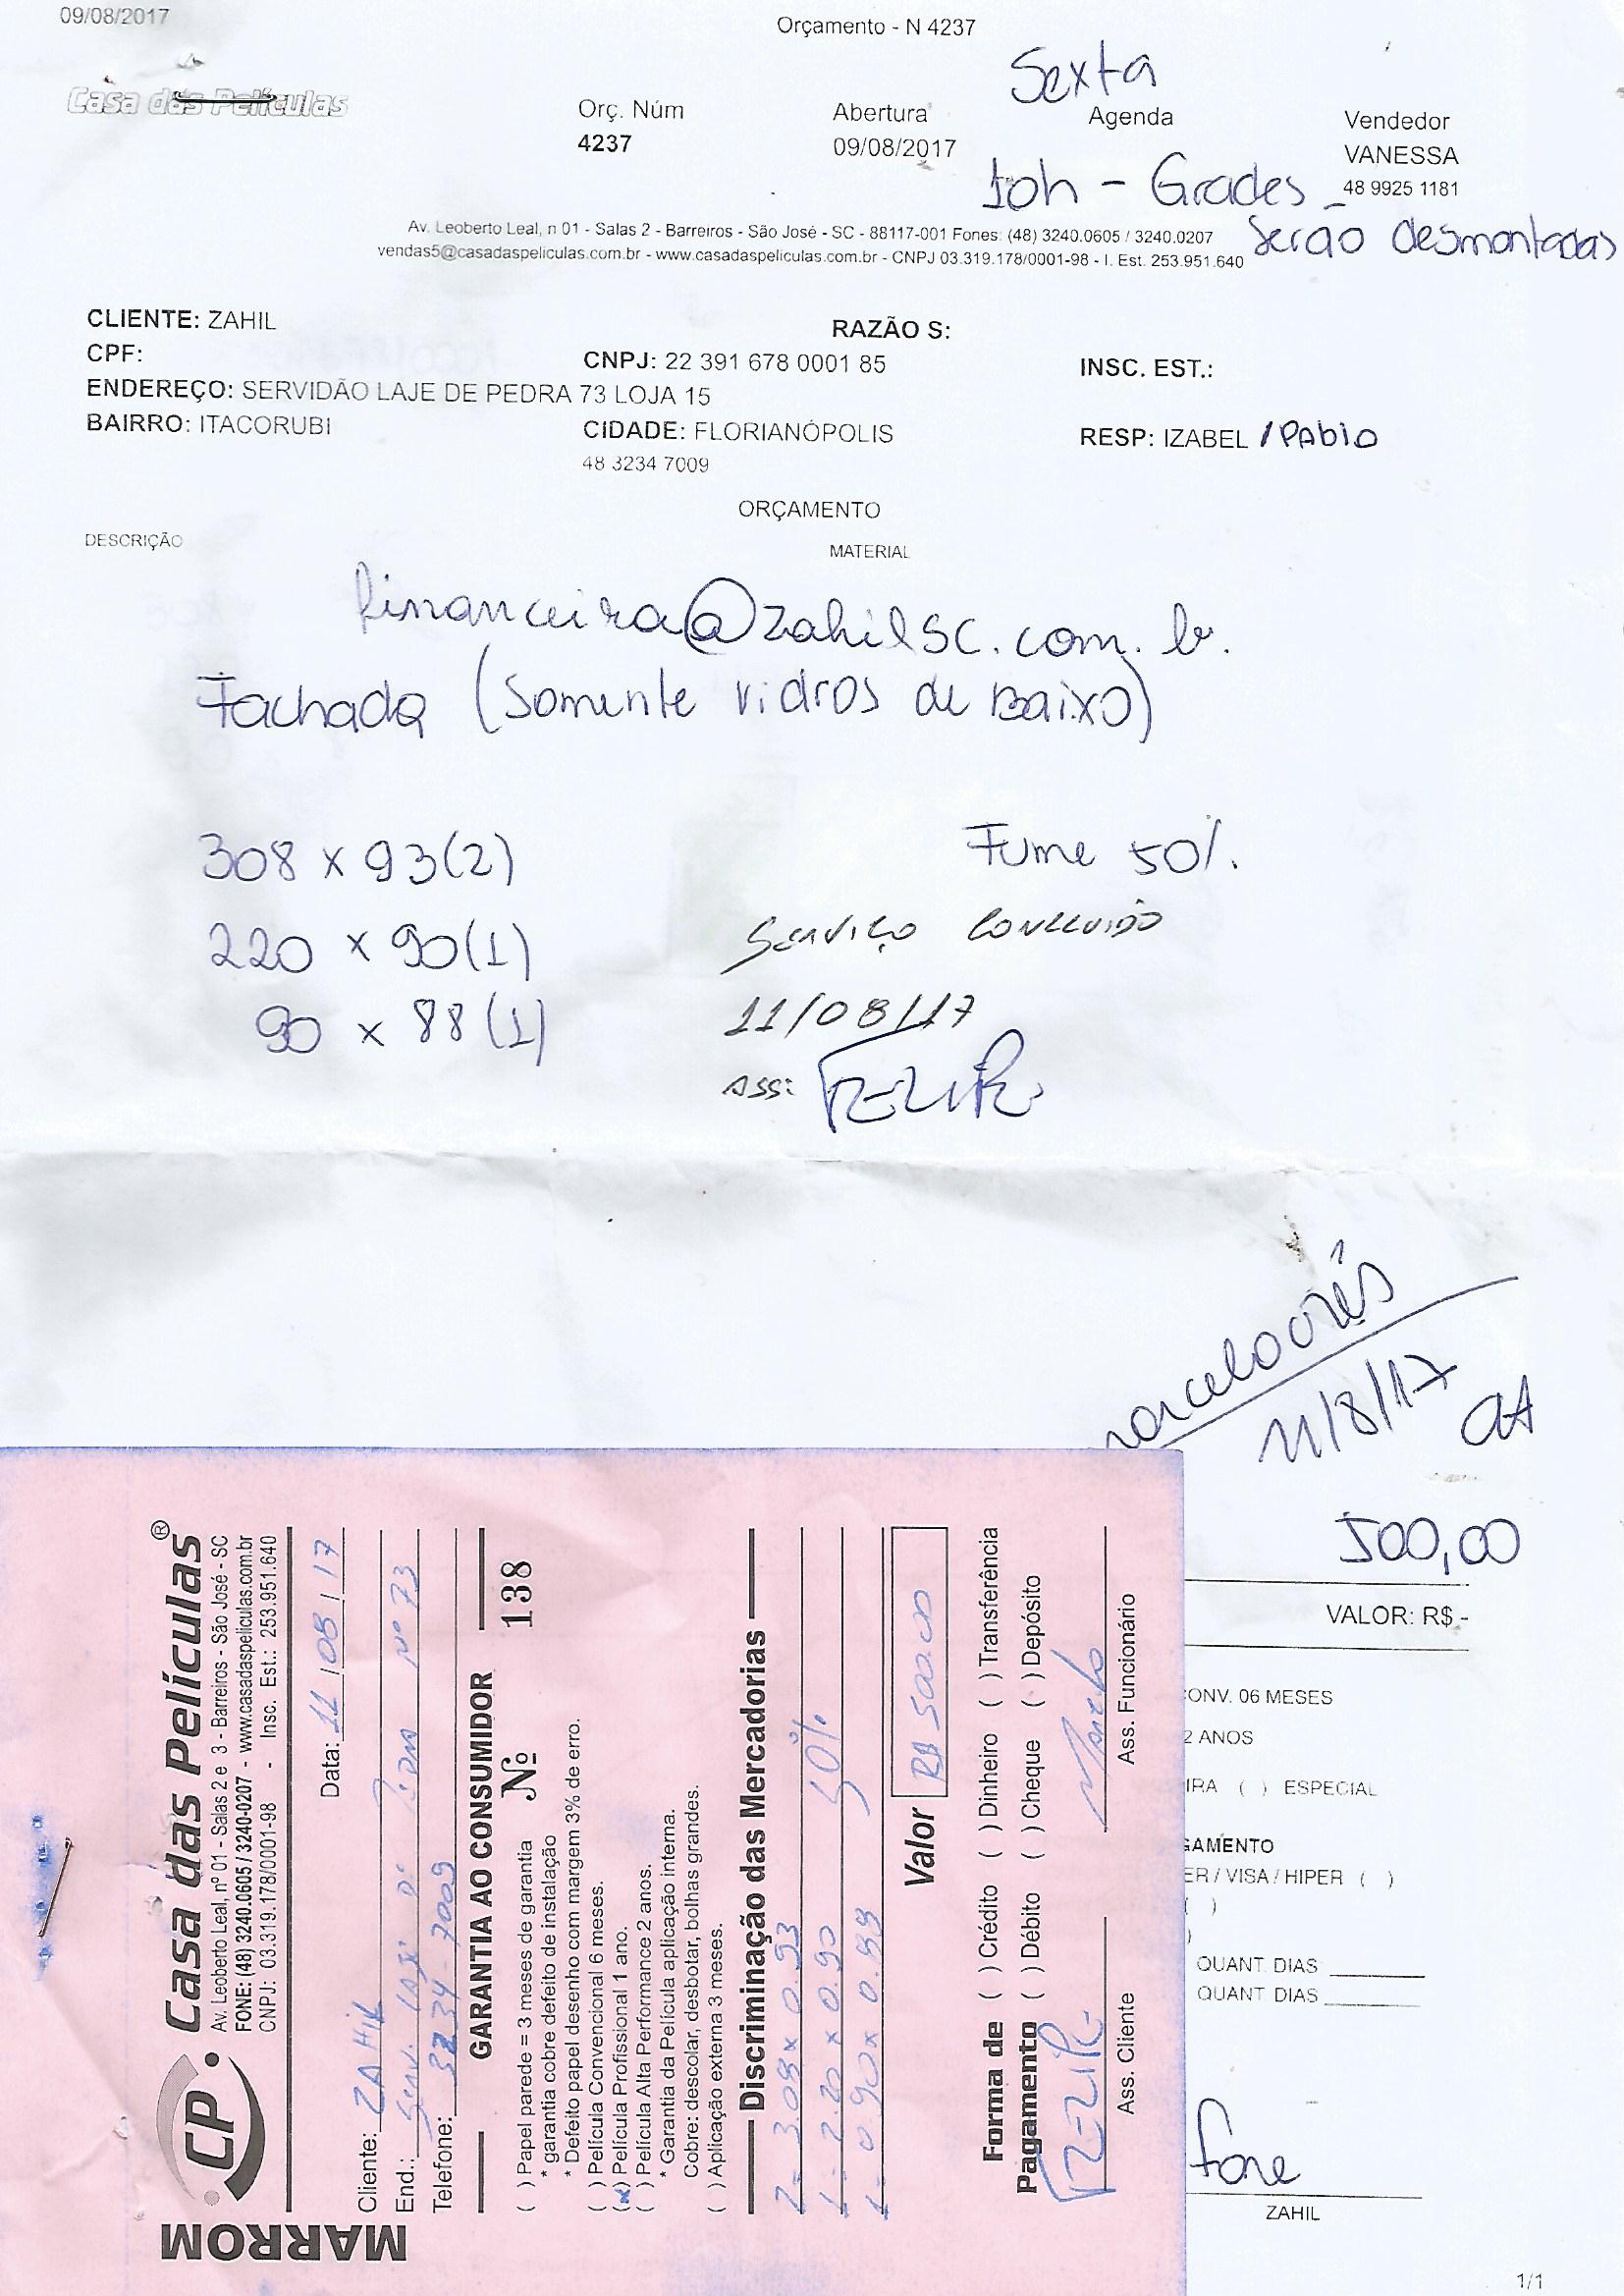 09/08/2017
Orçamento - N 4237
Casa das Películas
Sexta
Orç. Núm
4237
Abertura
09/08/2017
Agenda
10h - Grades
serão desmontadas
Vendedor
VANESSA
48 9925 1181
Av. Leoberto Leal, n 01 - Salas 2 - Barreiros - São José - SC - 88117-001 Fones: (48) 3240.0605 / 3240.0207
vendas5@casadaspeliculas.com.br - www.casadaspeliculas.com.br - CNPJ 03.319.178/0001-98 - I. Est. 253.951.640
CLIENTE: ZAHIL
RAZÃO S:
CPF:
CNPJ: 22 391 678 0001 85
INSC. EST.:
ENDEREÇO: SERVIDÃO LAJE DE PEDRA 73 LOJA 15
BAIRRO: ITACORUBI
CIDADE: FLORIANÓPOLIS
RESP: IZABEL / PAblO
48 3234 7009
ORÇAMENTO
DESCRIÇÃO
MATERIAL
financeira@zahilsc.com.br.
Fachada (Somente vidros de Baixo)
308 x 93(2)
Fume 50%.
220 x 90(1)
Serviço Concluido
90 x 88(1)
11/08/17
Ass: FELIPE
11/8/17
500,00
VALOR: R$ -
ONV. 06 MESES
2 ANOS
IRA ( ) ESPECIAL
GAMENTO
ER / VISA / HIPER ( )
( )
)
QUANT. DIAS
QUANT DIAS
fone
ZAHIL
1/1
MARROM
CP
Casa das Películas®
Av. Leoberto Leal, nº 01 - Salas 2 e 3 - Barreiros - São José - SC
FONE: (48) 3240.0605 / 3240-0207 - www.casadaspeliculas.com.br
CNPJ: 03.319.178/0001-98 - Insc. Est.: 253.951.640
Data: 11/08/17
Cliente: ZAHIL
End.: Serv. Nº 73
Telefone: 3234-7009
GARANTIA AO CONSUMIDOR
( ) Papel parede = 3 meses de garantia
Nº 138
* garantia cobre defeito de instalação
* Defeito papel desenho com margem 3% de erro.
( ) Película Convencional 6 meses.
(x) Película Profissional 1 ano.
( ) Película Alta Performance 2 anos.
* Garantia da Película aplicação interna.
Cobre: descolar, desbotar, bolhas grandes.
( ) Aplicação externa 3 meses.
Discriminação das Mercadorias
2 - 3.08 x 0.93
1 - 2.20 x 0.90 50%
1 - 0.90 x 0.88
Valor R$ 500.00
Forma de Pagamento
( ) Crédito ( ) Dinheiro ( ) Transferência
( ) Débito ( ) Cheque ( ) Depósito
FELIPE
Ass. Cliente
Ass. Funcionário